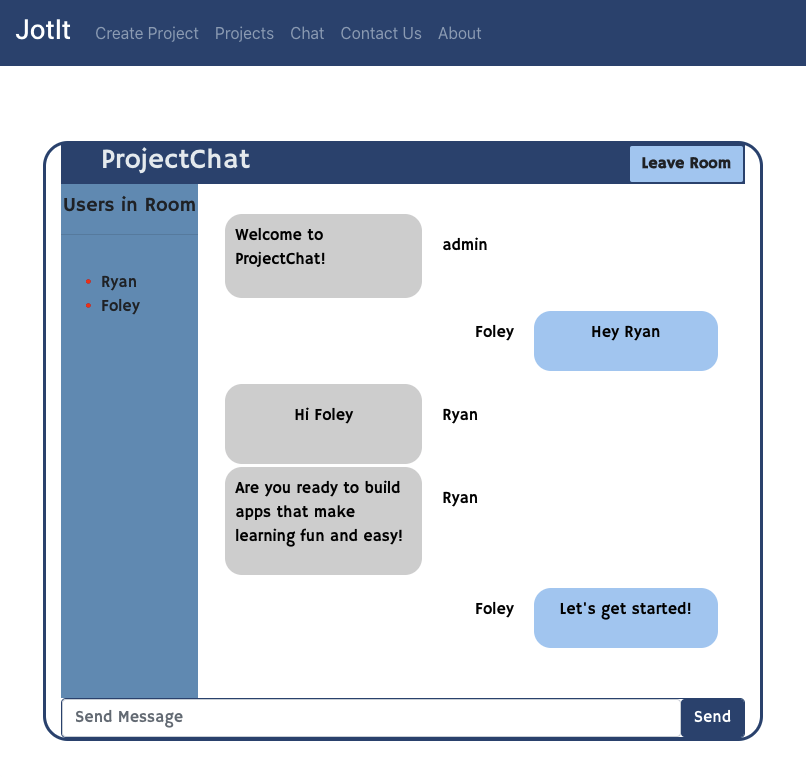 JotIt Create Project Projects Chat Contact Us About
ProjectChat
Leave Room
Users in Room
Ryan
Foley
Welcome to
ProjectChat!
admin
Foley
Hey Ryan
Hi Foley
Ryan
Are you ready to build
apps that make
learning fun and easy!
Ryan
Foley
Let's get started!
Send Message
Send